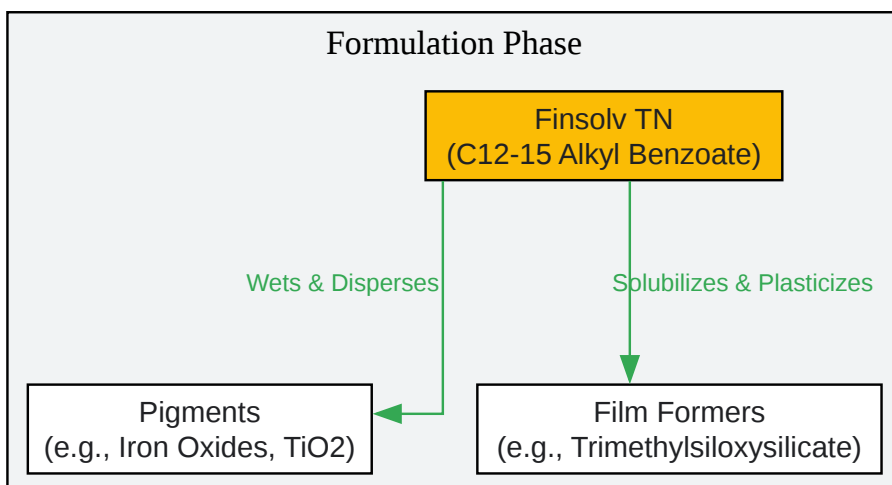 Formulation Phase
Finsolv TN
(C12-15 Alkyl Benzoate)
Wets & Disperses
Solubilizes & Plasticizes
Pigments
(e.g., Iron Oxides, TiO2)
Film Formers
(e.g., Trimethylsiloxysilicate)